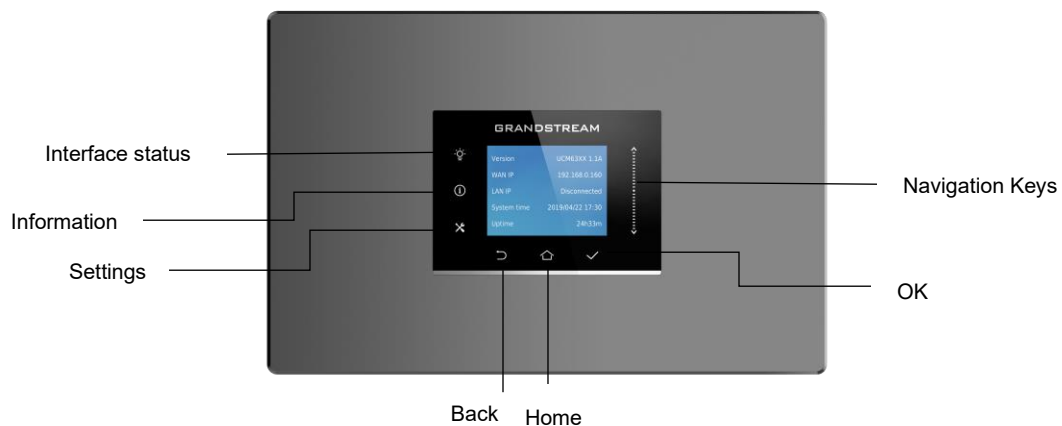 GRANDSTREAM
Interface status
Information
Settings
Version UCM63XX 1.1A
WAN IP 192.168.0.160
LAN IP Disconnected
System time 2019/04/22 17:30
Uptime 24h33m
Navigation Keys
OK
Back
Home